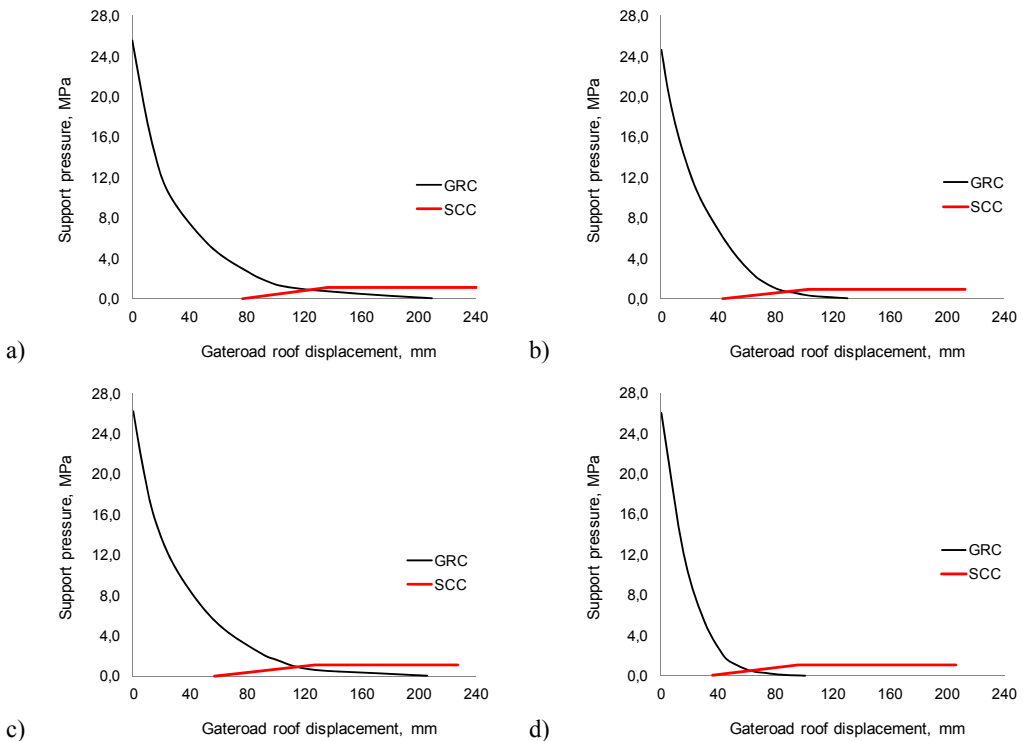 28,0
24,0
20,0
16,0
12,0
8,0
4,0
0,0
Support pressure, MPa
GRC
SCC
0 40 80 120 160 200 240
Gateroad roof displacement, mm
a)
28,0
24,0
20,0
16,0
12,0
8,0
4,0
0,0
Support pressure, MPa
GRC
SCC
0 40 80 120 160 200 240
Gateroad roof displacement, mm
b)
28,0
24,0
20,0
16,0
12,0
8,0
4,0
0,0
Support pressure, MPa
GRC
SCC
0 40 80 120 160 200 240
Gateroad roof displacement, mm
c)
28,0
24,0
20,0
16,0
12,0
8,0
4,0
0,0
Support pressure, MPa
GRC
SCC
0 40 80 120 160 200 240
Gateroad roof displacement, mm
d)